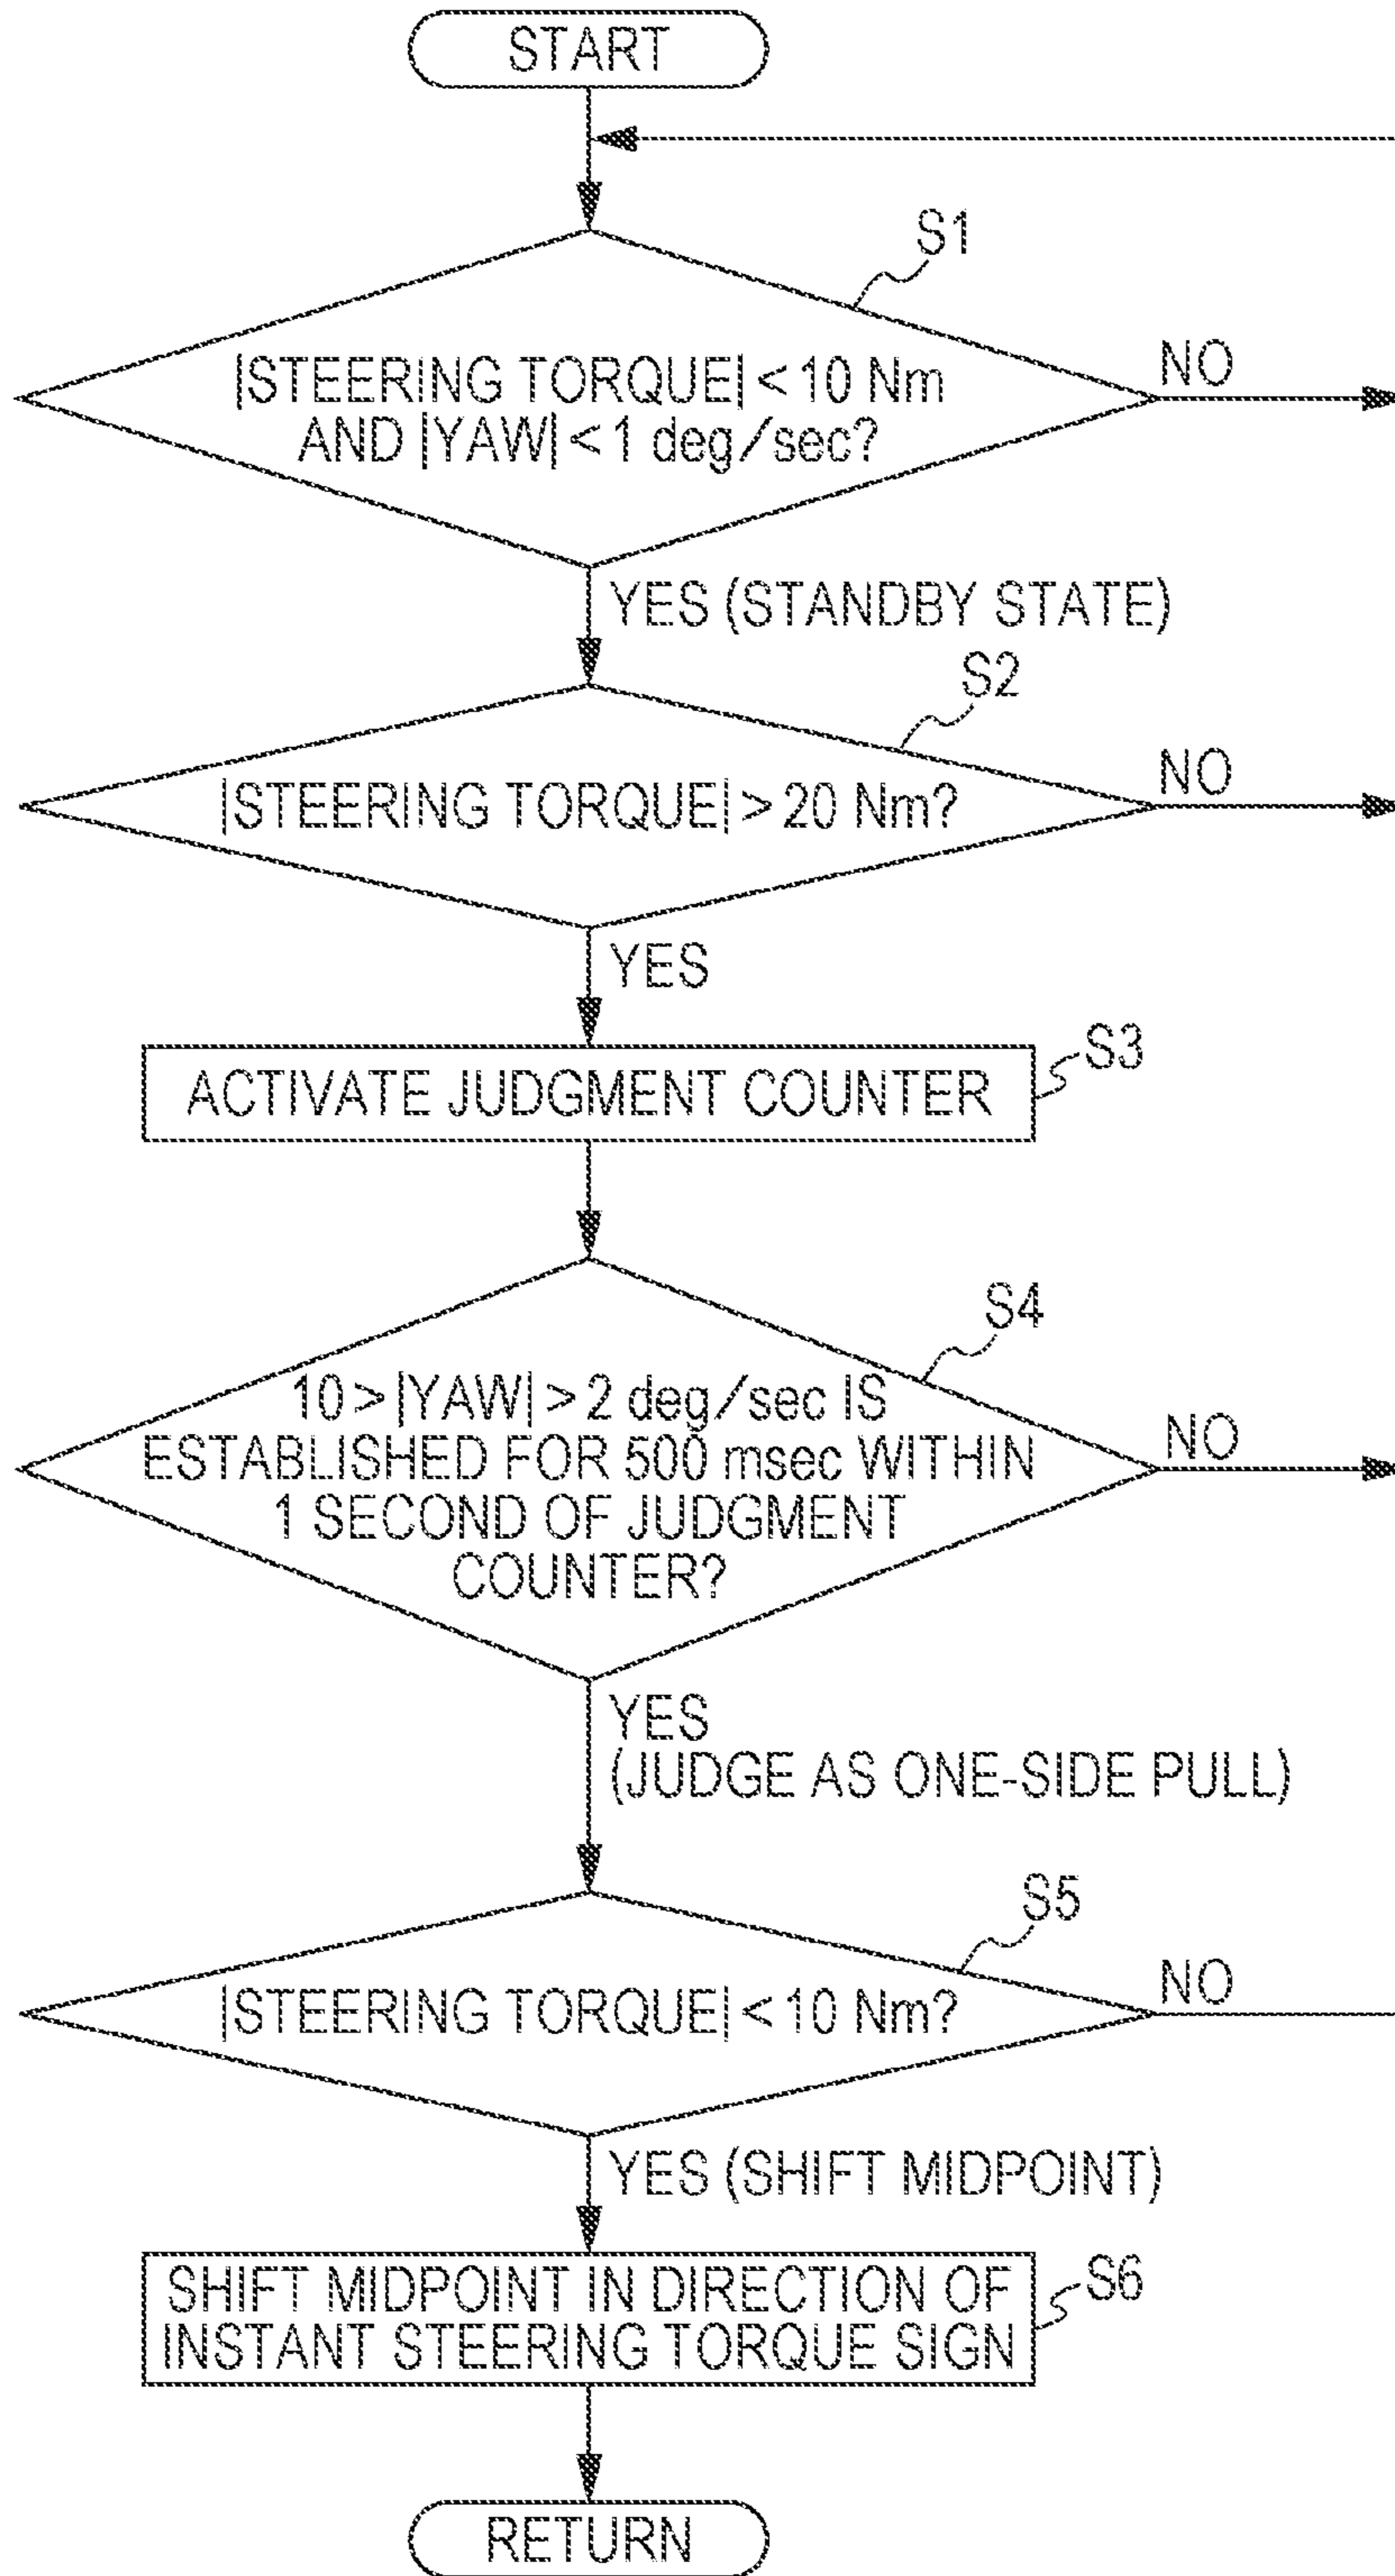 START
S1
|STEERING TORQUE| < 10 Nm
AND |YAW| < 1 deg/sec?
NO
YES (STANDBY STATE)
S2
|STEERING TORQUE| > 20 Nm?
NO
YES
ACTIVATE JUDGMENT COUNTER
S3
S4
10 > |YAW| > 2 deg/sec IS
ESTABLISHED FOR 500 msec WITHIN
1 SECOND OF JUDGMENT
COUNTER?
NO
YES
(JUDGE AS ONE-SIDE PULL)
S5
|STEERING TORQUE| < 10 Nm?
NO
YES (SHIFT MIDPOINT)
SHIFT MIDPOINT IN DIRECTION OF
INSTANT STEERING TORQUE SIGN
S6
RETURN